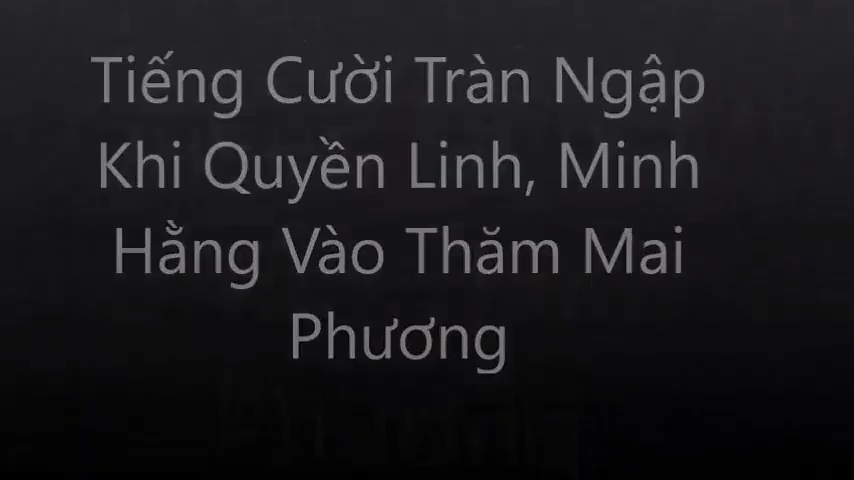 Tiếng Cười Tràn Ngập
Khi Quyền Linh, Minh
Hằng Vào Thăm Mai
Phương